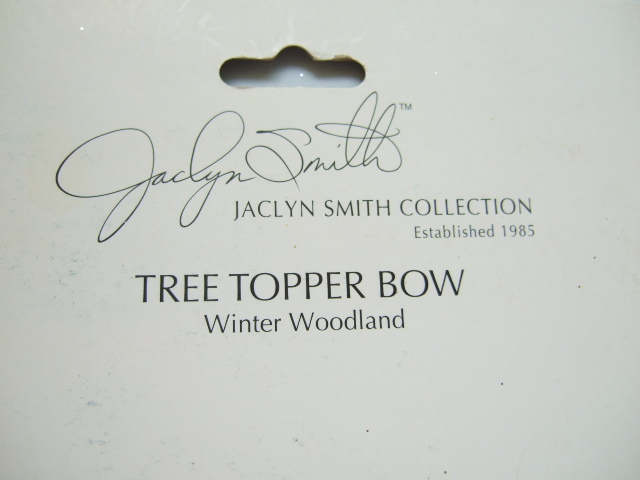 Jaclyn Smith™
JACLYN SMITH COLLECTION
Established 1985
TREE TOPPER BOW
Winter Woodland